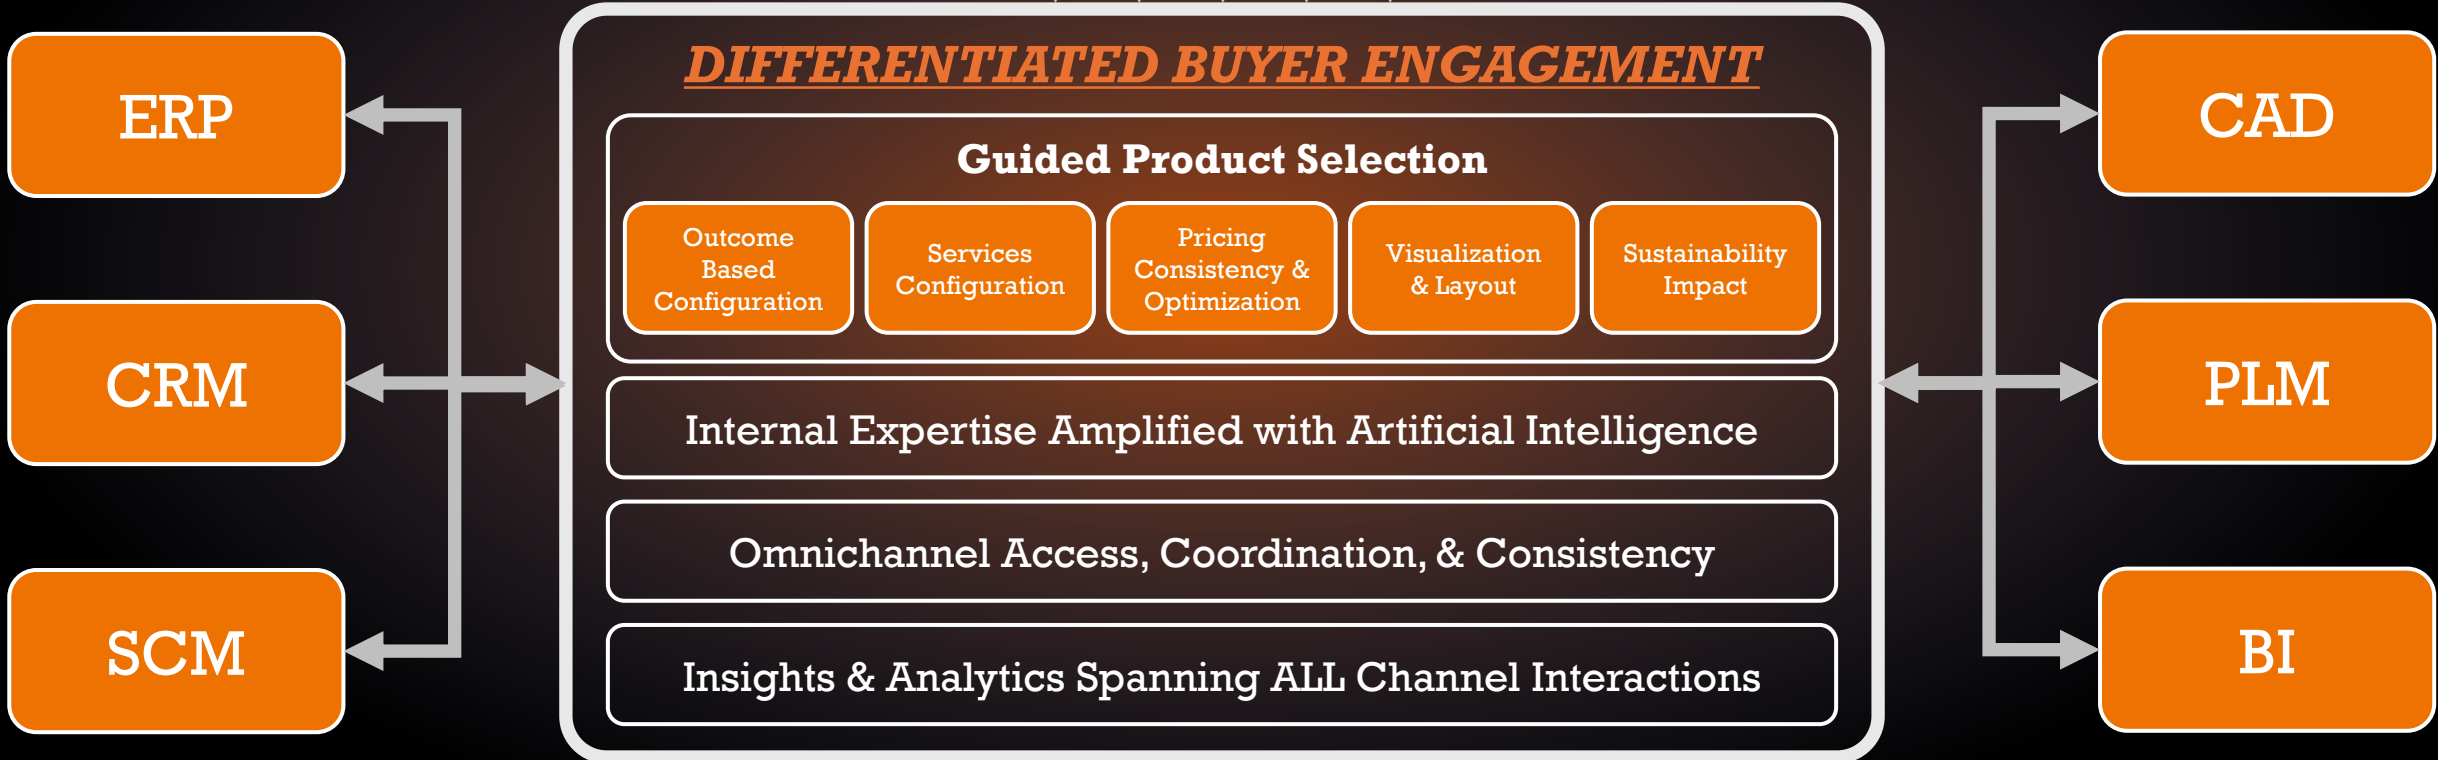 DIFFERENTIATED BUYER ENGAGEMENT
ERP
CRM
SCM
Guided Product Selection
Outcome
Based
Configuration
Services
Configuration
Pricing
Consistency &
Optimization
Visualization
& Layout
Sustainability
Impact
Internal Expertise Amplified with Artificial Intelligence
Omnichannel Access, Coordination, & Consistency
Insights & Analytics Spanning ALL Channel Interactions
CAD
PLM
BI